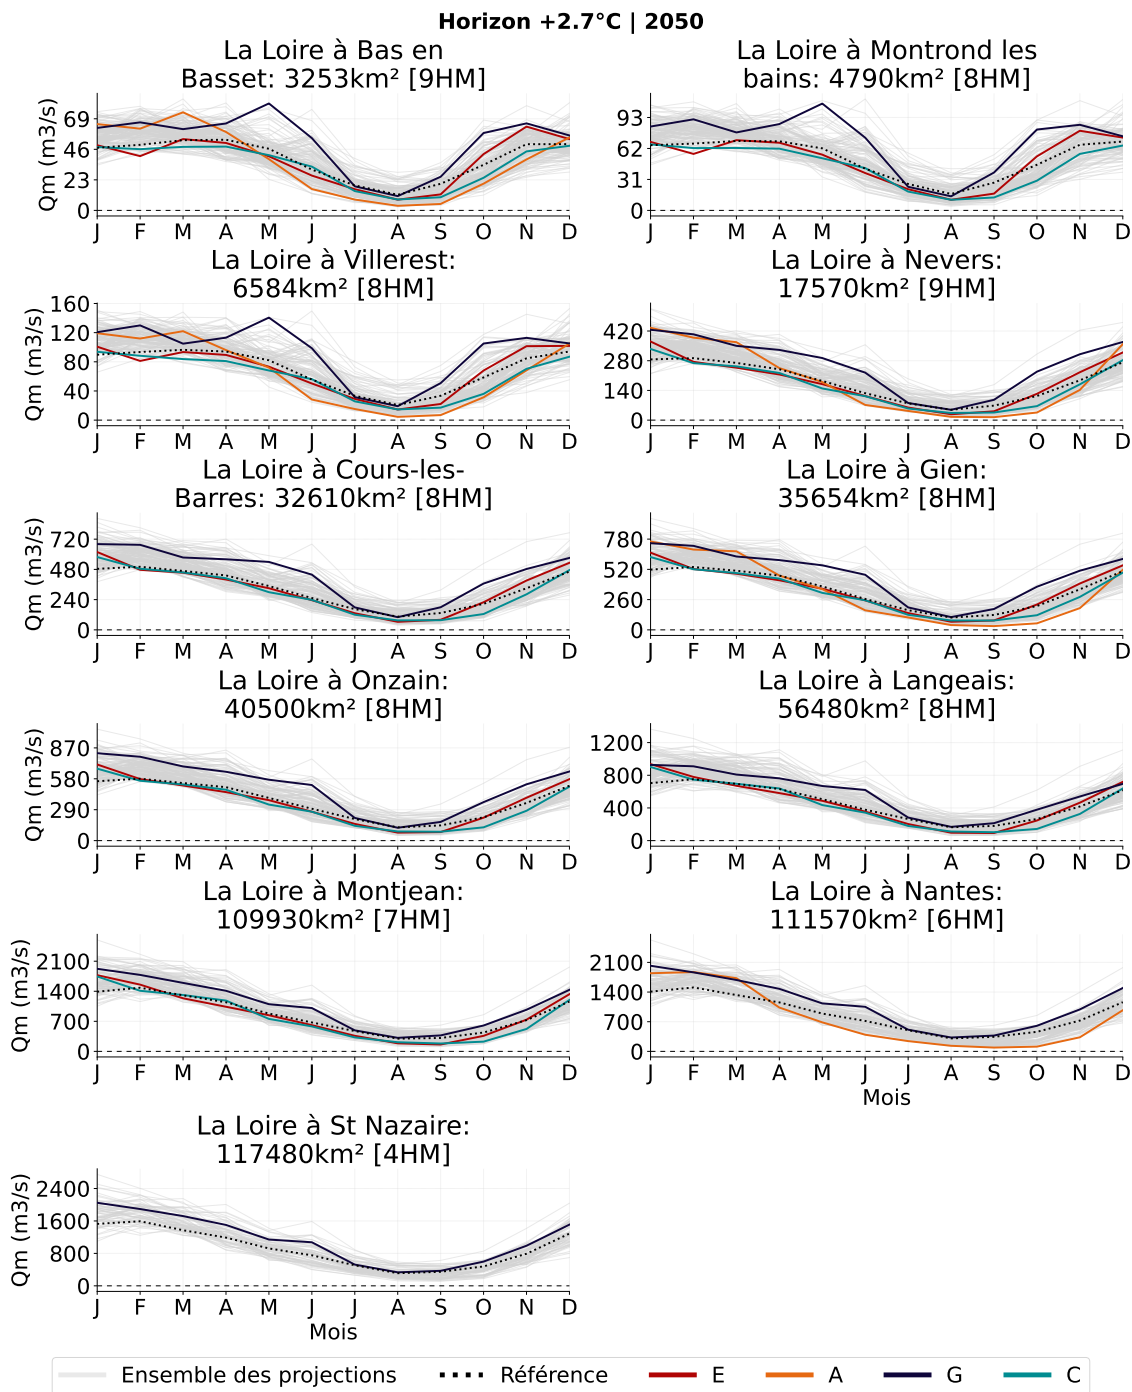 Horizon +2.7°C | 2050
La Loire à Bas en
Basset: 3253km² [9HM]
Qm (m3/s)
69
46
23
0
J F M A M J J A S O N D
La Loire à Montrond les
bains: 4790km² [8HM]
93
62
31
0
J F M A M J J A S O N D
La Loire à Villerest:
6584km² [8HM]
Qm (m3/s)
160
120
80
40
0
J F M A M J J A S O N D
La Loire à Nevers:
17570km² [9HM]
420
280
140
0
J F M A M J J A S O N D
La Loire à Cours-les-
Barres: 32610km² [8HM]
Qm (m3/s)
720
480
240
0
J F M A M J J A S O N D
La Loire à Gien:
35654km² [8HM]
780
520
260
0
J F M A M J J A S O N D
La Loire à Onzain:
40500km² [8HM]
Qm (m3/s)
870
580
290
0
J F M A M J J A S O N D
La Loire à Langeais:
56480km² [8HM]
1200
800
400
0
J F M A M J J A S O N D
La Loire à Montjean:
109930km² [7HM]
Qm (m3/s)
2100
1400
700
0
J F M A M J J A S O N D
La Loire à Nantes:
111570km² [6HM]
2100
1400
700
0
J F M A M J J A S O N D
Mois
La Loire à St Nazaire:
117480km² [4HM]
Qm (m3/s)
2400
1600
800
0
J F M A M J J A S O N D
Mois
Ensemble des projections Référence E A G C